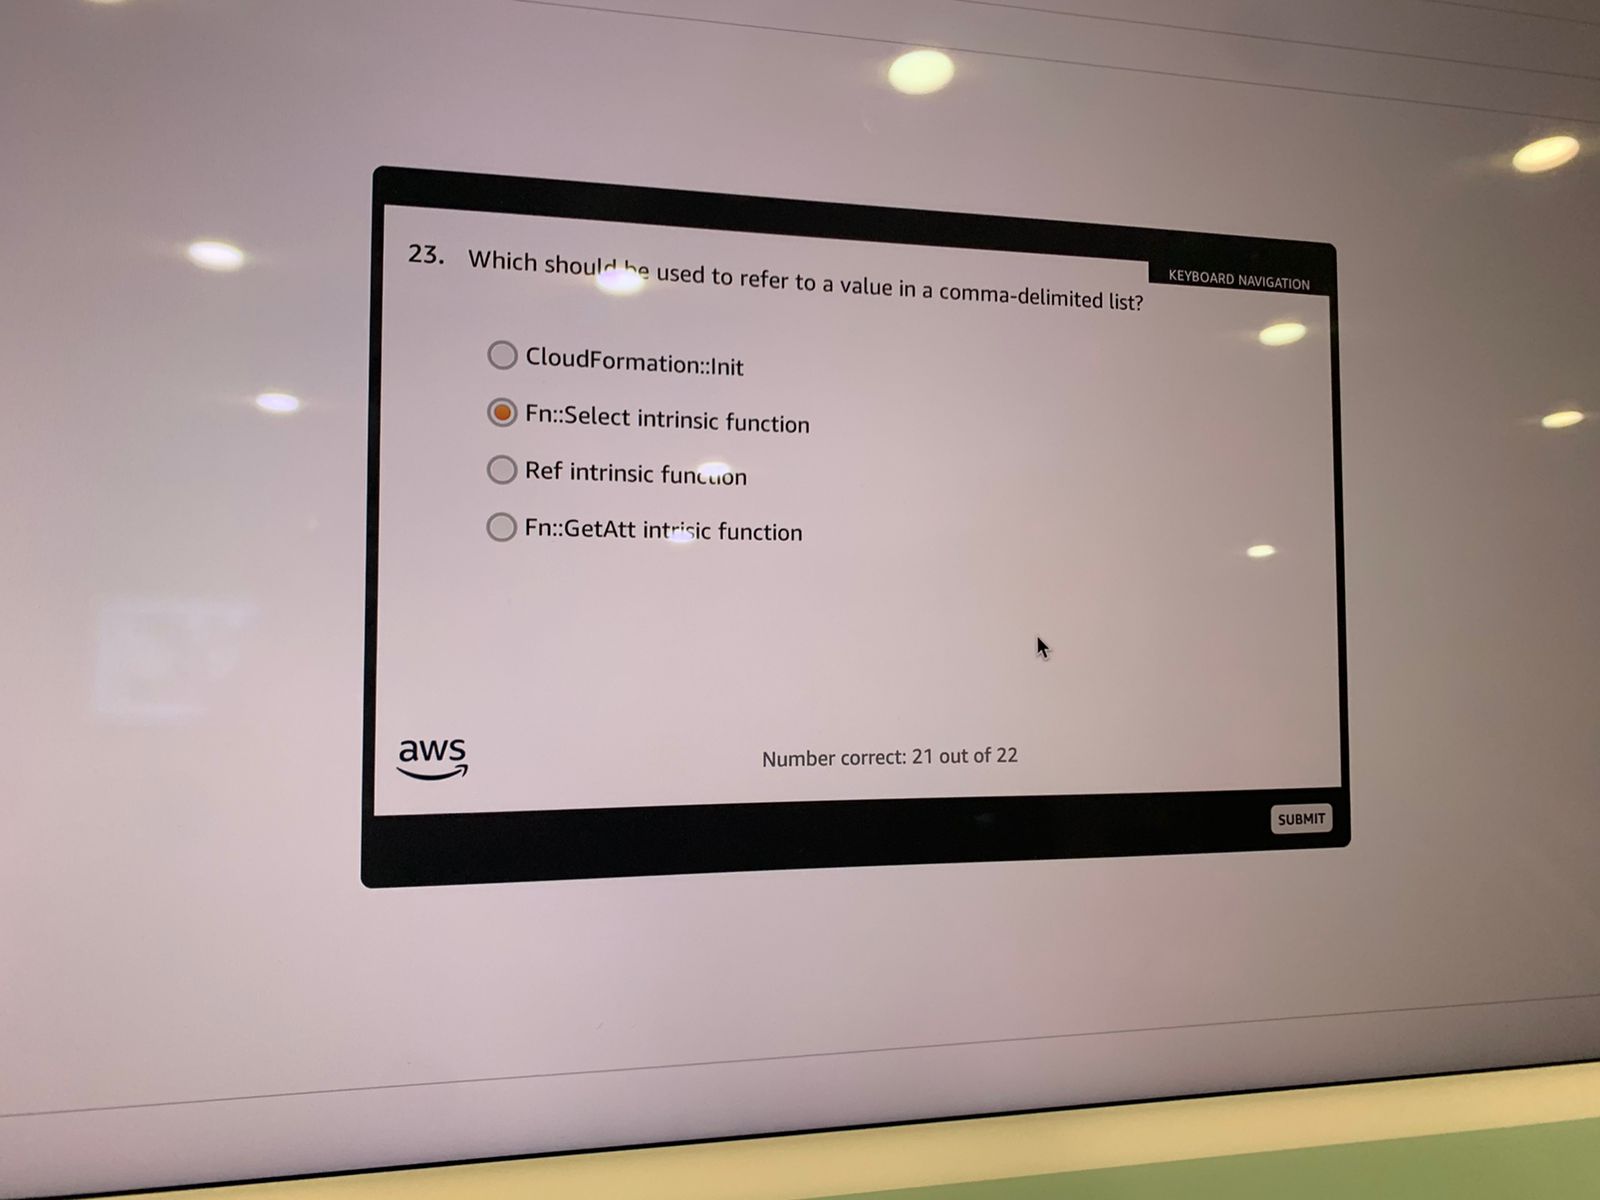 KEYBOARD NAVIGATION
23. Which should be used to refer to a value in a comma-delimited list?
CloudFormation::Init
Fn::Select intrinsic function
Ref intrinsic function
Fn::GetAtt intrisic function
aws
Number correct: 21 out of 22
SUBMIT